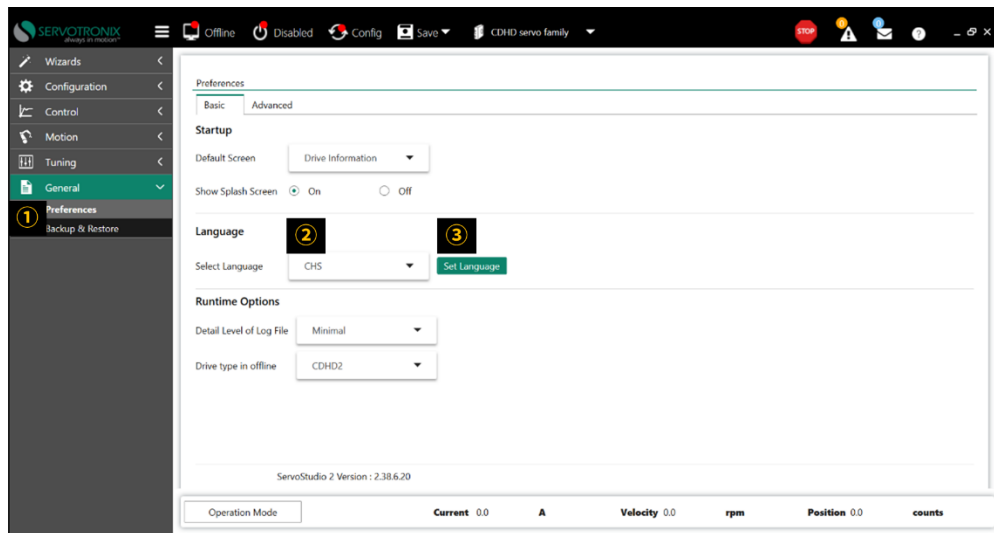 SERVOTRONIX
always in motion™
Offline
Disabled
Config
Save
CDHD servo family
STOP
0
0
?
Wizards
Configuration
Control
Motion
Tuning
General
① Preferences
Backup & Restore
Preferences
Basic Advanced
Startup
Default Screen Drive Information
Show Splash Screen On Off
Language ② ③
Select Language CHS Set Language
Runtime Options
Detail Level of Log File Minimal
Drive type in offline CDHD2
ServoStudio 2 Version : 2.38.6.20
Operation Mode Current 0.0 A Velocity 0.0 rpm Position 0.0 counts